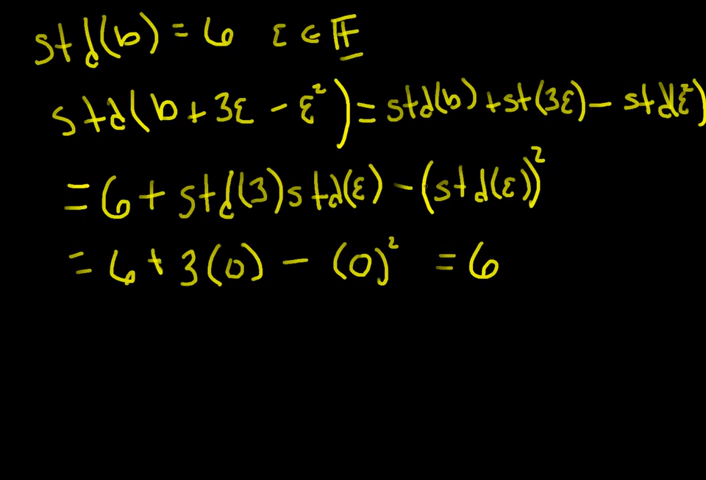 std(b) = 6 ε ∈ F
std(b + 3ε - ε²) = std(b) + st(3ε) - std(ε²)
= 6 + std(3)std(ε) - (std(ε))²
= 6 + 3(0) - (0)² = 6